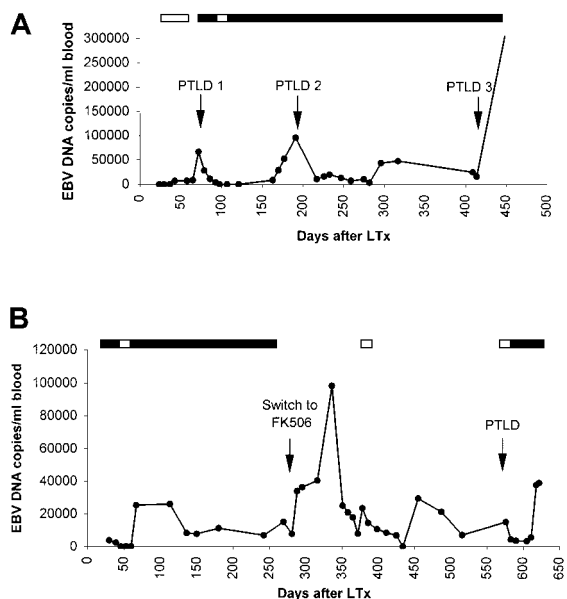 A
300000
250000
200000
150000
100000
50000
0
EBV DNA copies/ml blood
PTLD 1
PTLD 2
PTLD 3
0 50 100 150 200 250 300 350 400 450 500
Days after LTx
B
120000
100000
80000
60000
40000
20000
0
EBV DNA copies/ml blood
Switch to
FK506
PTLD
0 50 100 150 200 250 300 350 400 450 500 550 600 650
Days after LTx